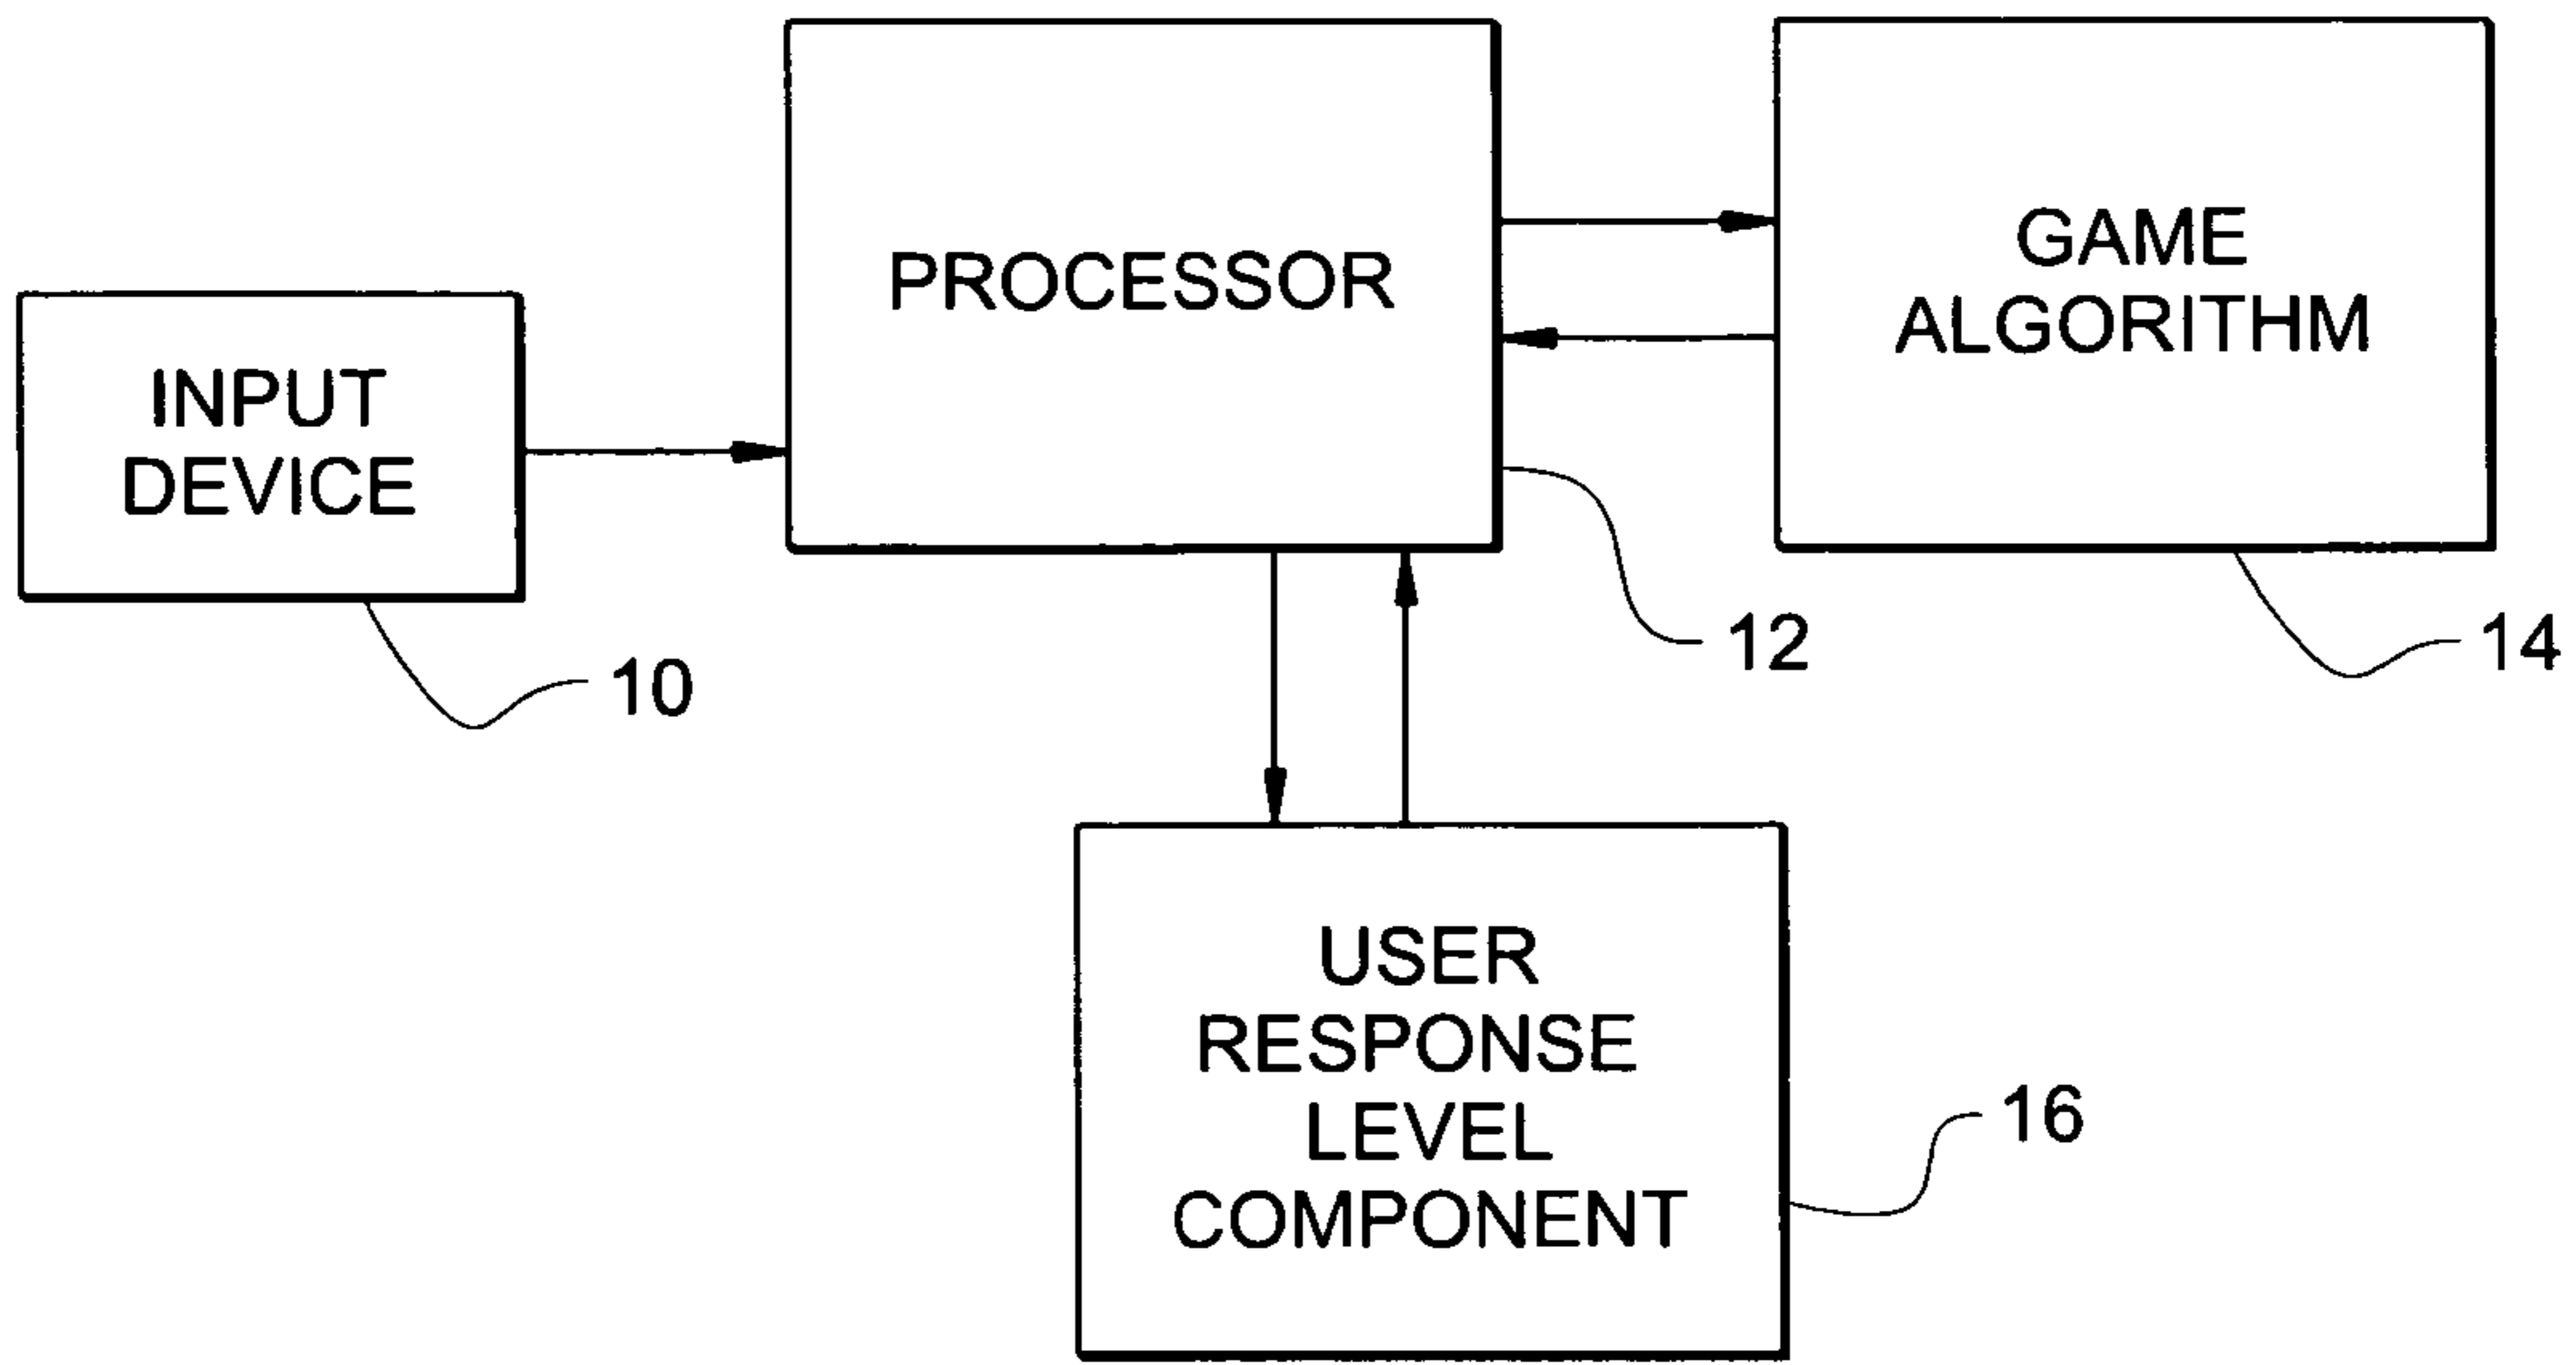 PROCESSOR
GAME
ALGORITHM
INPUT
DEVICE
12
14
10
USER
RESPONSE
LEVEL
COMPONENT
16